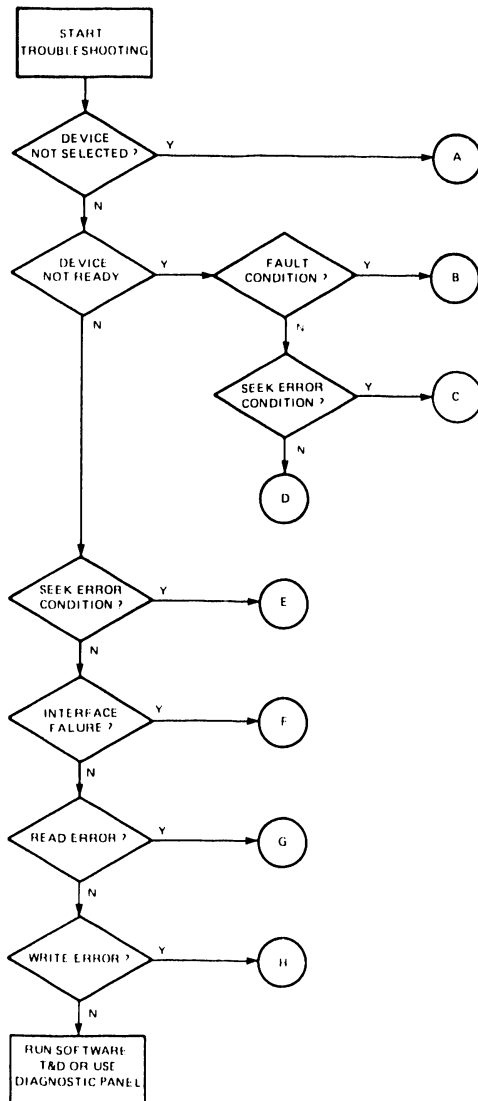 START
TROUBLESHOOTING
DEVICE
NOT SELECTED ?
Y
A
N
DEVICE
NOT READY
Y
FAULT
CONDITION ?
Y
B
N
N
SEEK ERROR
CONDITION ?
Y
C
N
D
SEEK ERROR
CONDITION ?
Y
E
N
INTERFACE
FALURE ?
Y
F
N
READ ERROR ?
Y
G
N
WRITE ERROR ?
Y
H
N
RUN SOFTWARE
T&D OR USE
DIAGNOSTIC PANEL